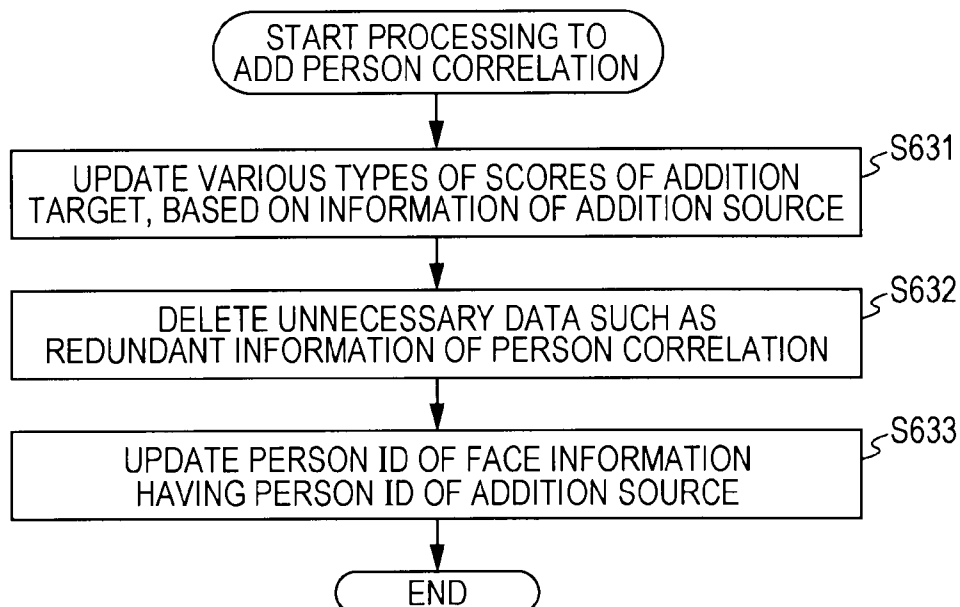 START PROCESSING TO
ADD PERSON CORRELATION
S631
UPDATE VARIOUS TYPES OF SCORES OF ADDITION
TARGET, BASED ON INFORMATION OF ADDITION SOURCE
S632
DELETE UNNECESSARY DATA SUCH AS
REDUNDANT INFORMATION OF PERSON CORRELATION
S633
UPDATE PERSON ID OF FACE INFORMATION
HAVING PERSON ID OF ADDITION SOURCE
END